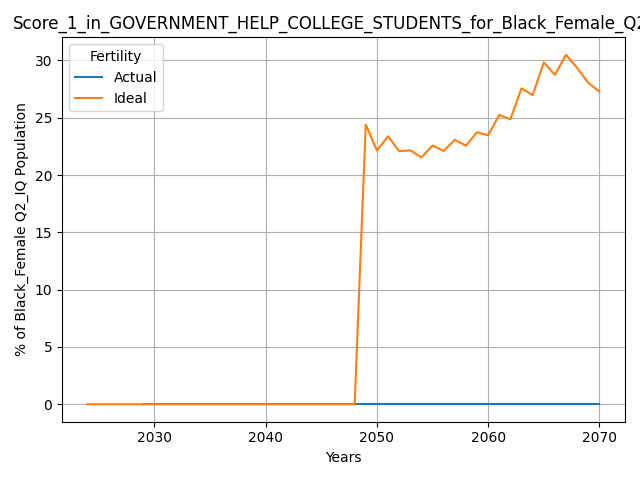 Score_1_in_GOVERNMENT_HELP_COLLEGE_STUDENTS_for_Black_Female_Q2
Fertility
Actual
Ideal
% of Black_Female Q2_IQ Population
30
25
20
15
10
5
0
2030 2040 2050 2060 2070
Years